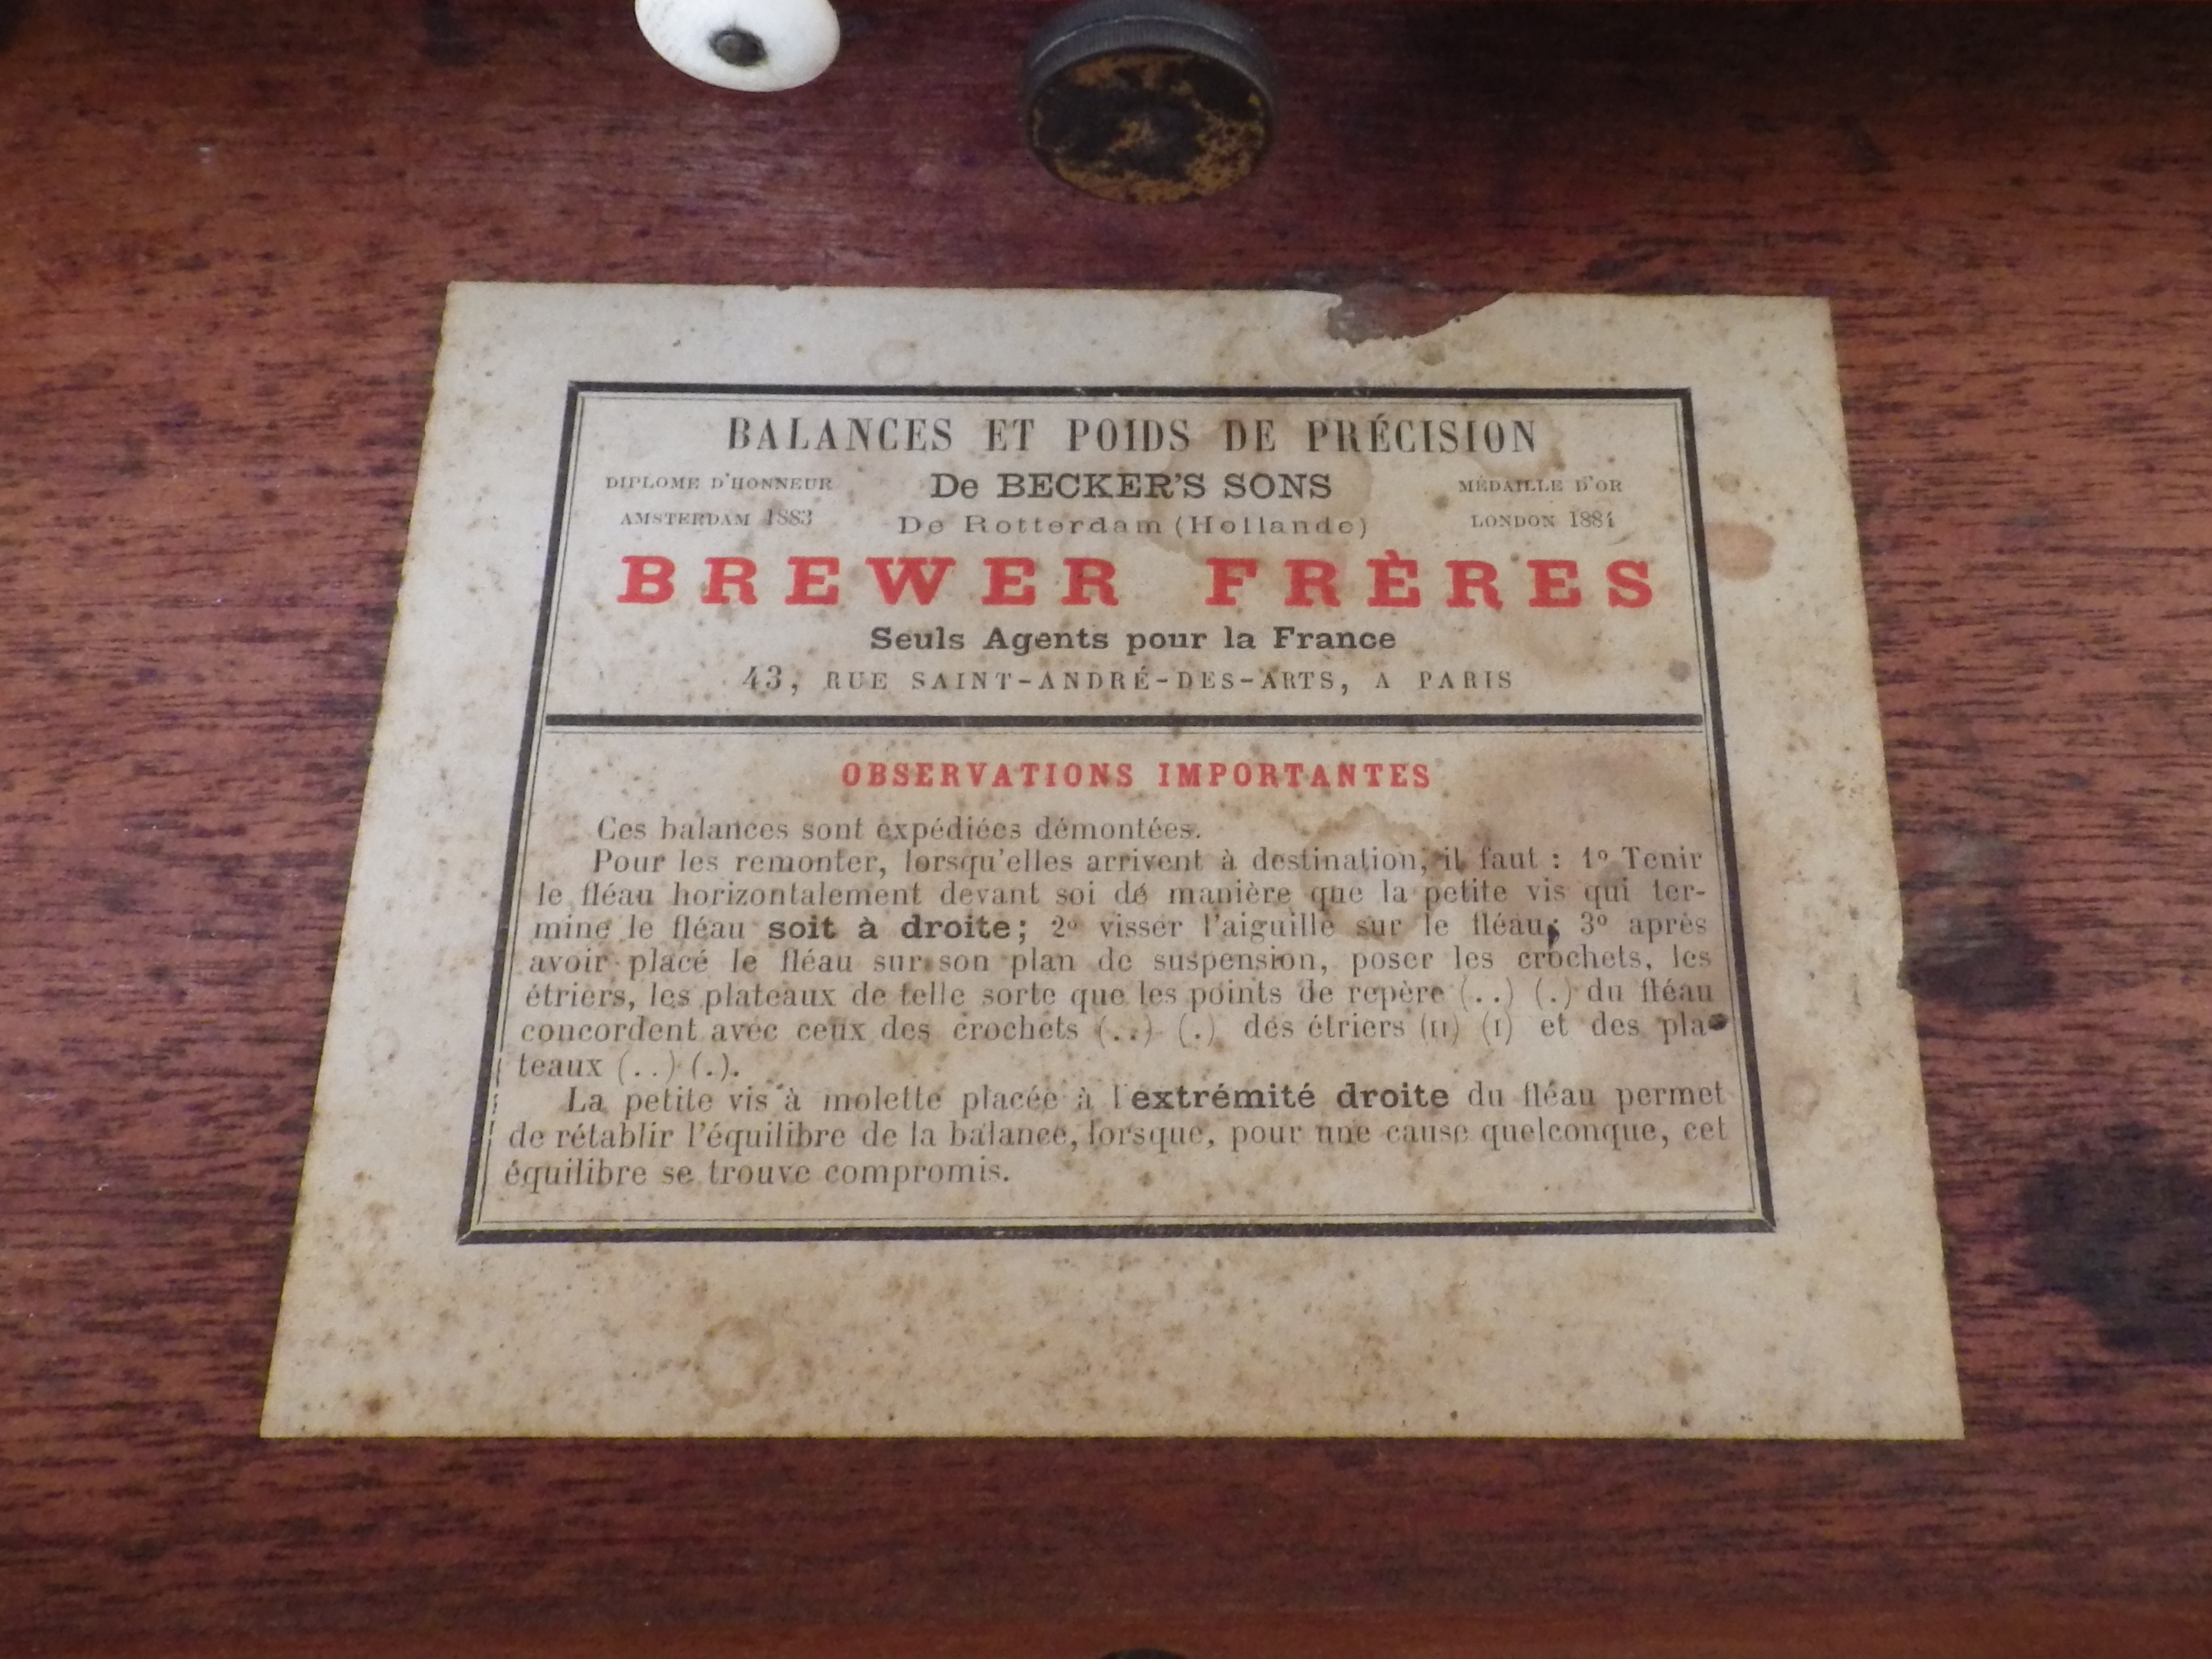 BALANCES ET POIDS DE PRÉCISION
DIPLOME D'HONNEUR De BECKER'S SONS MÉDAILLE D'OR
AMSTERDAM 1883 De Rotterdam (Hollande) LONDON 1884
BREWER FRÈRES
Seuls Agents pour la France
43, RUE SAINT-ANDRÉ-DES-ARTS, A PARIS
OBSERVATIONS IMPORTANTES
Ces balances sont expédiées démontées.
Pour les remonter, lorsqu'elles arrivent à destination, il faut : 1º Tenir
le fléau horizontalement devant soi de manière que la petite vis qui ter-
mine le fléau soit à droite; 2º visser l'aiguille sur le fléau; 3º après
avoir placé le fléau sur son plan de suspension, poser les crochets, les
étriers, les plateaux de telle sorte que les points de repère (..) (.) du fléau
concordent avec ceux des crochets (..) (.) des étriers (II) (I) et des pla-
teaux (..) (.).
La petite vis à molette placée à l'extrémité droite du fléau permet
de rétablir l'équilibre de la balance, lorsque, pour une cause quelconque, cet
équilibre se trouve compromis.